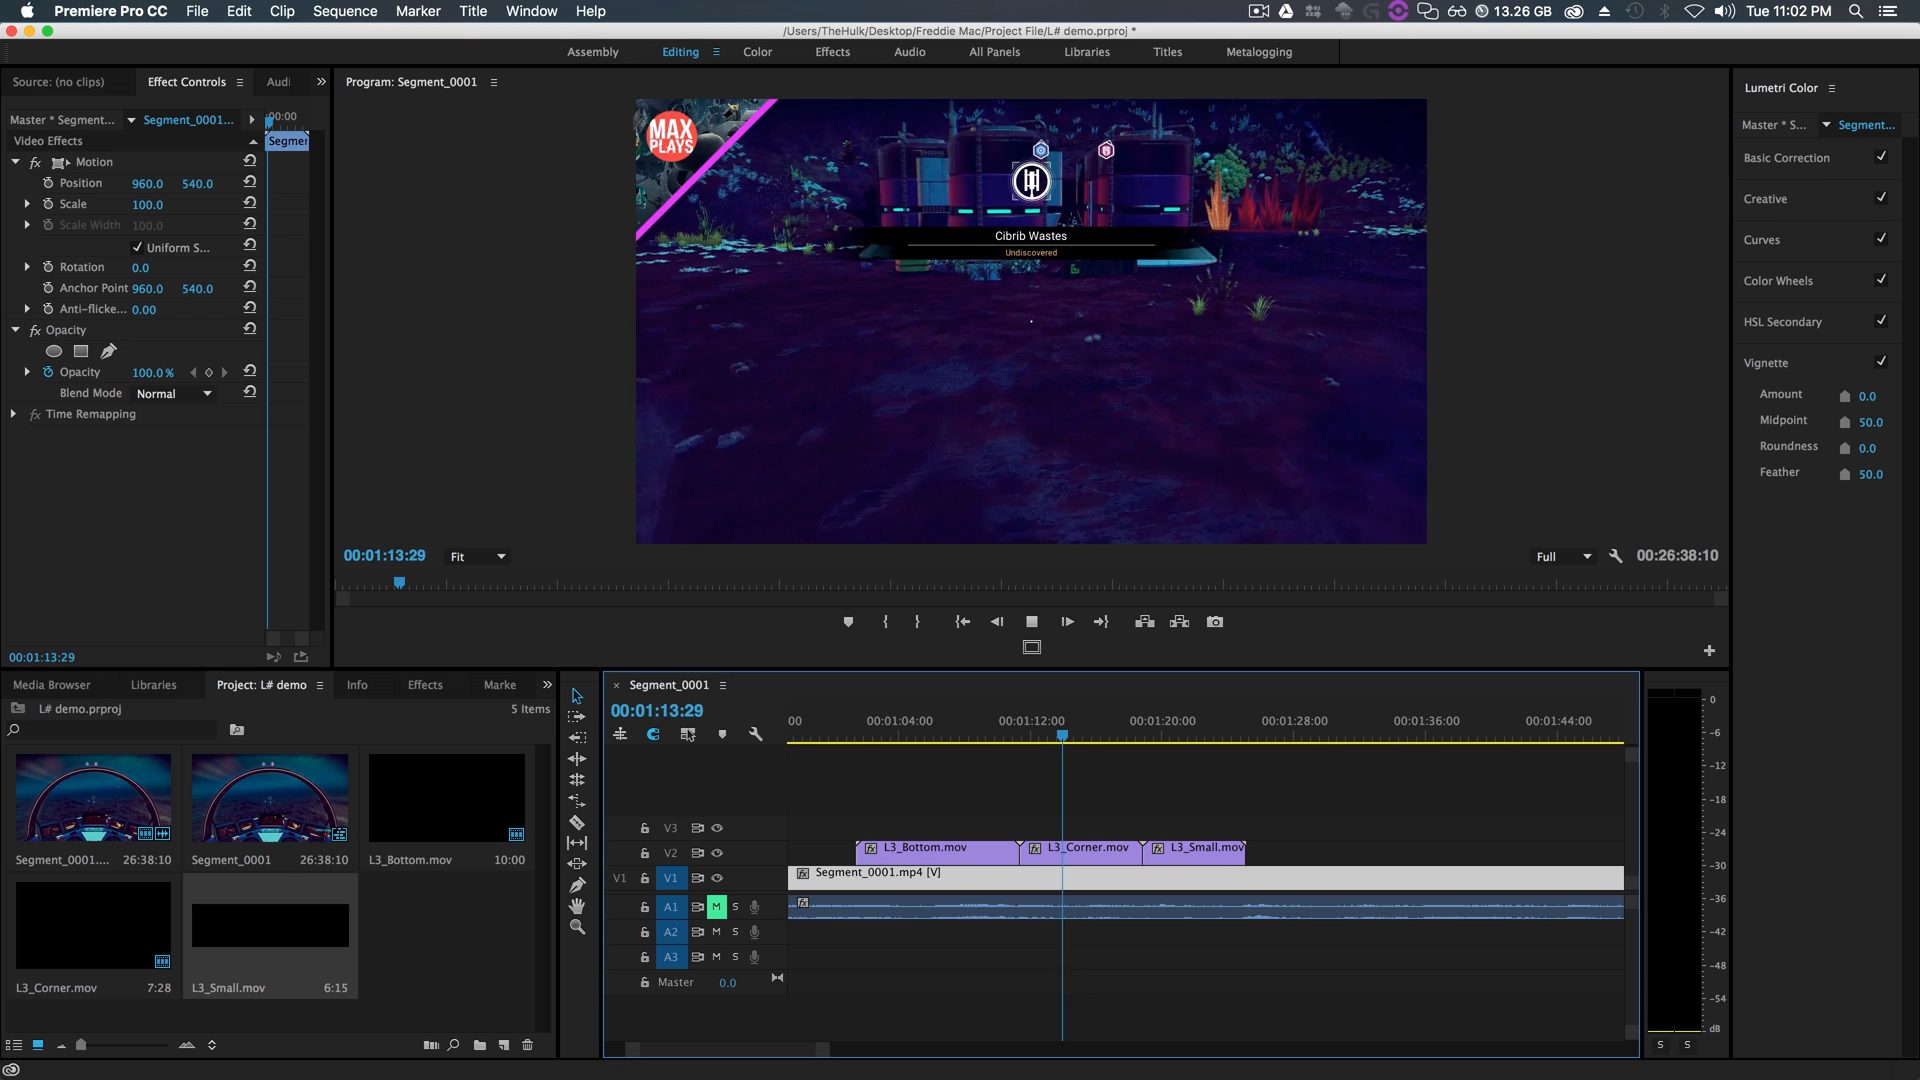 Premiere Pro CC File Edit Clip Sequence Marker Title Window Help 13.26 GB Tue 11:02 PM
/Users/TheHulk/Desktop/Freddie Mac/Project File/L# demo.prproj *
Assembly Editing Color Effects Audio All Panels Libraries Titles Metalogging
Source: (no clips) Effect Controls Audi
Program: Segment_0001
Lumetri Color
Master * Segment... Segment_0001... :00:00
Master * S... Segment...
Video Effects Segmer
fx Motion
Position 960.0 540.0
Scale 100.0
Scale Width 100.0
Uniform S...
Rotation 0.0
Anchor Point 960.0 540.0
Anti-flicke... 0.00
fx Opacity
Opacity 100.0 %
Blend Mode Normal
fx Time Remapping
00:01:13:29
MAX
PLAYS
Cibrib Wastes
Undiscovered
00:01:13:29 Fit Full 00:26:38:10
Basic Correction
Creative
Curves
Color Wheels
HSL Secondary
Vignette
Amount 0.0
Midpoint 50.0
Roundness 0.0
Feather 50.0
Media Browser Libraries Project: L# demo Info Effects Marke
L# demo.prproj 5 Items
Segment_0001.... 26:38:10
Segment_0001 26:38:10
L3_Bottom.mov 10:00
L3_Corner.mov 7:28
L3_Small.mov 6:15
× Segment_0001
00:01:13:29
00 00:01:04:00 00:01:12:00 00:01:20:00 00:01:28:00 00:01:36:00 00:01:44:00
V3
V2 fx L3_Bottom.mov fx L3_Corner.mov fx L3_Small.mov
V1 V1 fx Segment_0001.mp4 [V]
A1 M S fx
A2 M S
A3 M S
Master 0.0
0
-6
-12
-18
-24
-30
-36
-42
-48
-54
dB
S S